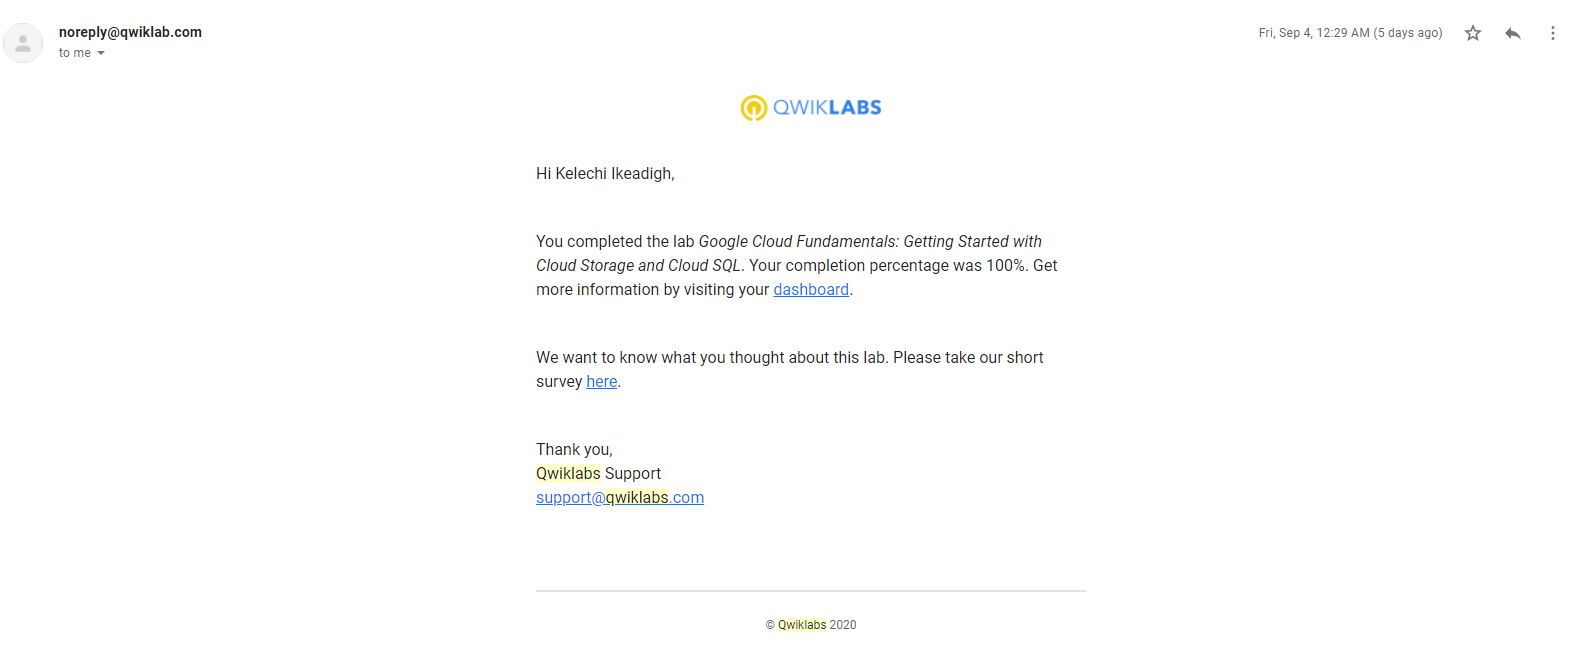 noreply@qwiklab.com
to me
Fri, Sep 4, 12:29 AM (5 days ago)
QWIKLABS
Hi Kelechi Ikeadigh,
You completed the lab Google Cloud Fundamentals: Getting Started with
Cloud Storage and Cloud SQL. Your completion percentage was 100%. Get
more information by visiting your dashboard.
We want to know what you thought about this lab. Please take our short
survey here.
Thank you,
Qwiklabs Support
support@qwiklabs.com
© Qwiklabs 2020